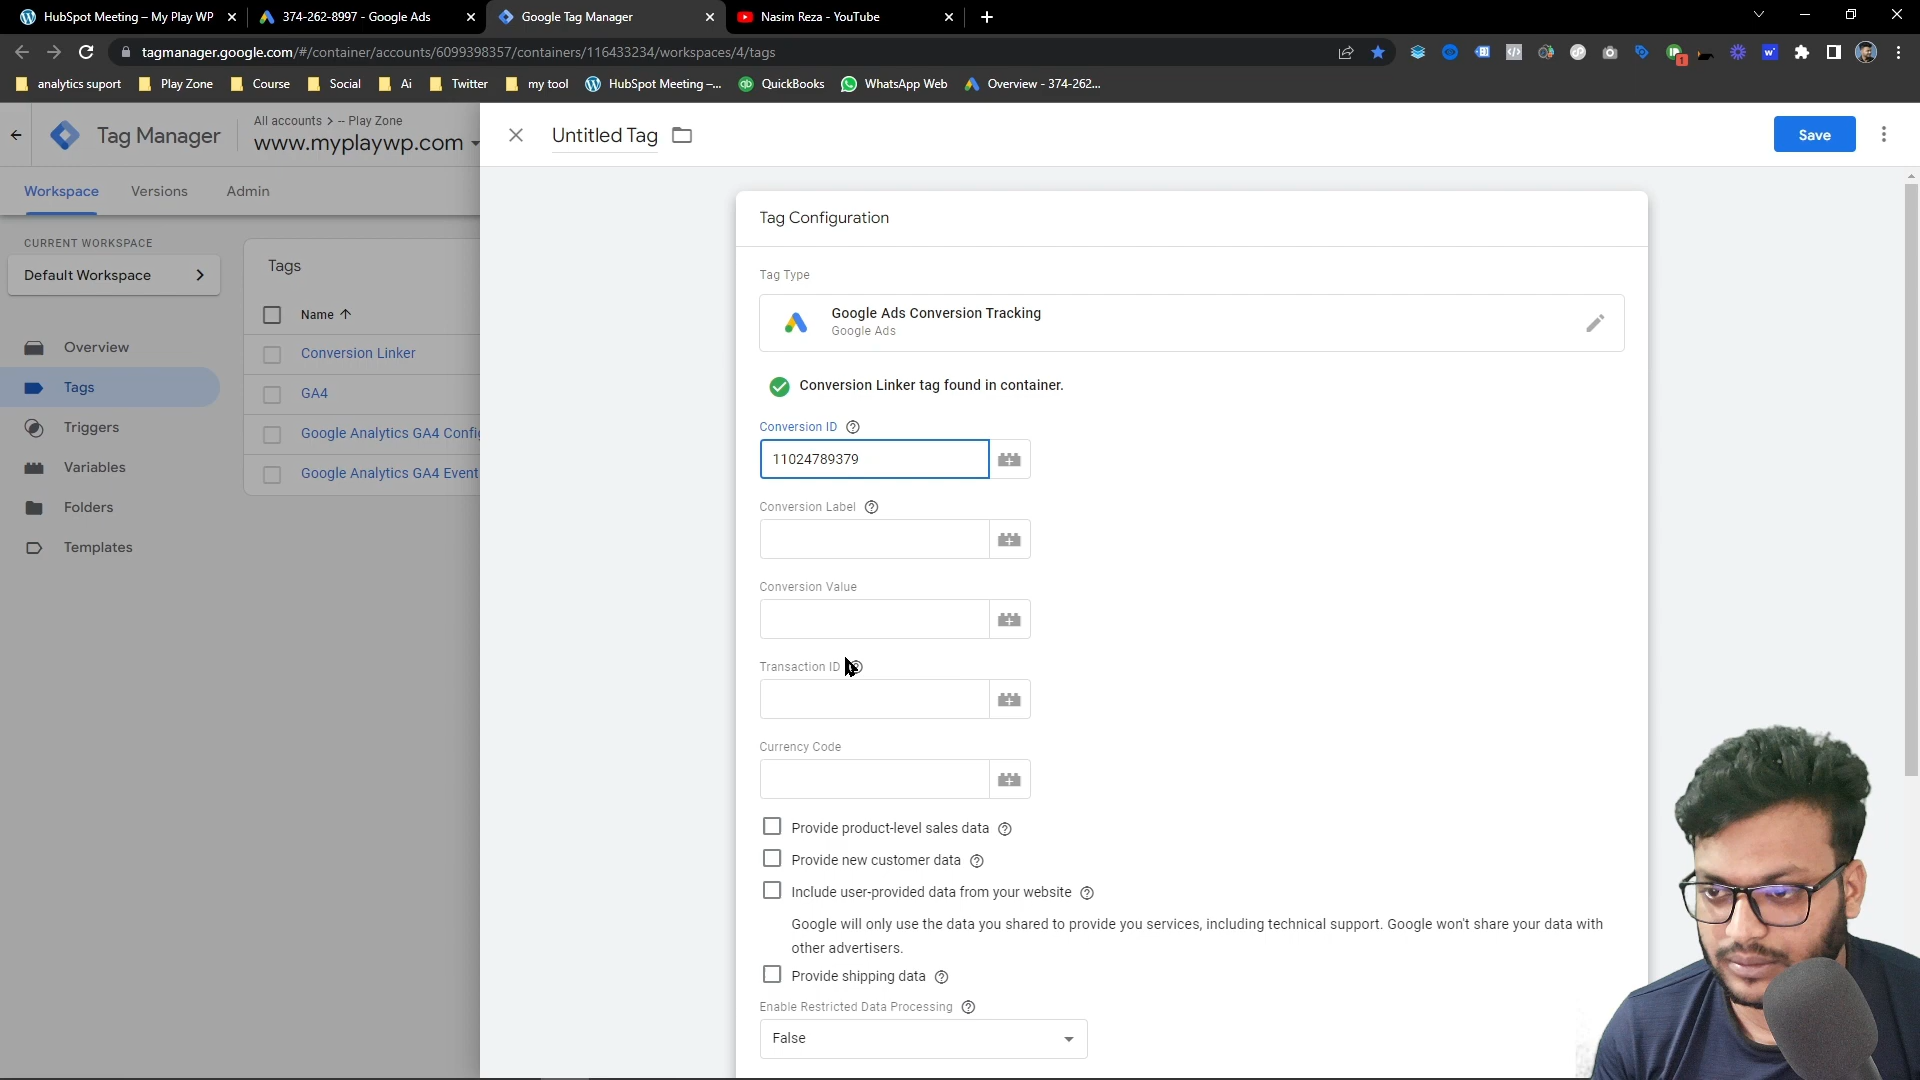 HubSpot Meeting – My Play WP
374-262-8997 - Google Ads
Google Tag Manager
Nasim Reza - YouTube
tagmanager.google.com/#/container/accounts/6099398357/containers/116433234/workspaces/4/tags
1
analytics suport
Play Zone
Course
Social
Ai
Twitter
my tool
HubSpot Meeting –...
QuickBooks
WhatsApp Web
Overview - 374-262...
Tag Manager
All accounts > -- Play Zone
www.myplaywp.com
Untitled Tag
Save
Workspace
Versions
Admin
CURRENT WORKSPACE
Default Workspace
Overview
Tags
Triggers
Variables
Folders
Templates
Tags
Name
Conversion Linker
GA4
Google Analytics GA4 Confi
Google Analytics GA4 Event
Tag Configuration
Tag Type
Google Ads Conversion Tracking
Google Ads
Conversion Linker tag found in container.
Conversion ID
11024789379
Conversion Label
Conversion Value
Transaction ID
Currency Code
Provide product-level sales data
Provide new customer data
Include user-provided data from your website
Google will only use the data you shared to provide you services, including technical support. Google won't share your data with
other advertisers.
Provide shipping data
Enable Restricted Data Processing
False